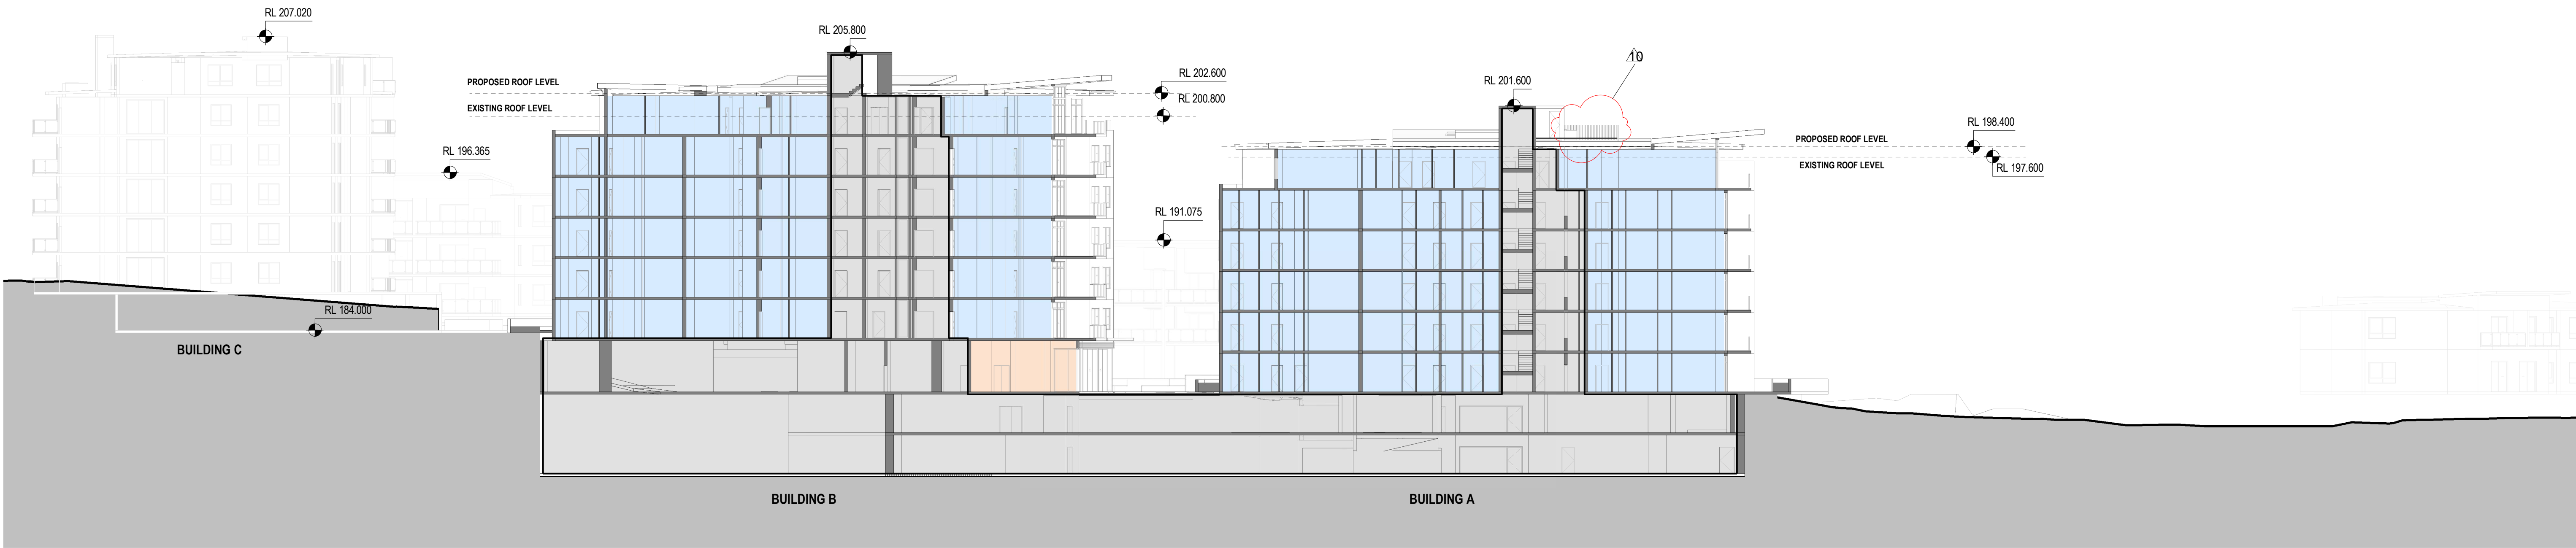 RL 207.020
RL 205.800
PROPOSED ROOF LEVEL
EXISTING ROOF LEVEL
RL 202.600
RL 200.800
RL 196.365
RL 191.075
RL 201.600
10
PROPOSED ROOF LEVEL
EXISTING ROOF LEVEL
RL 198.400
RL 197.600
RL 184.000
BUILDING C
BUILDING B
BUILDING A